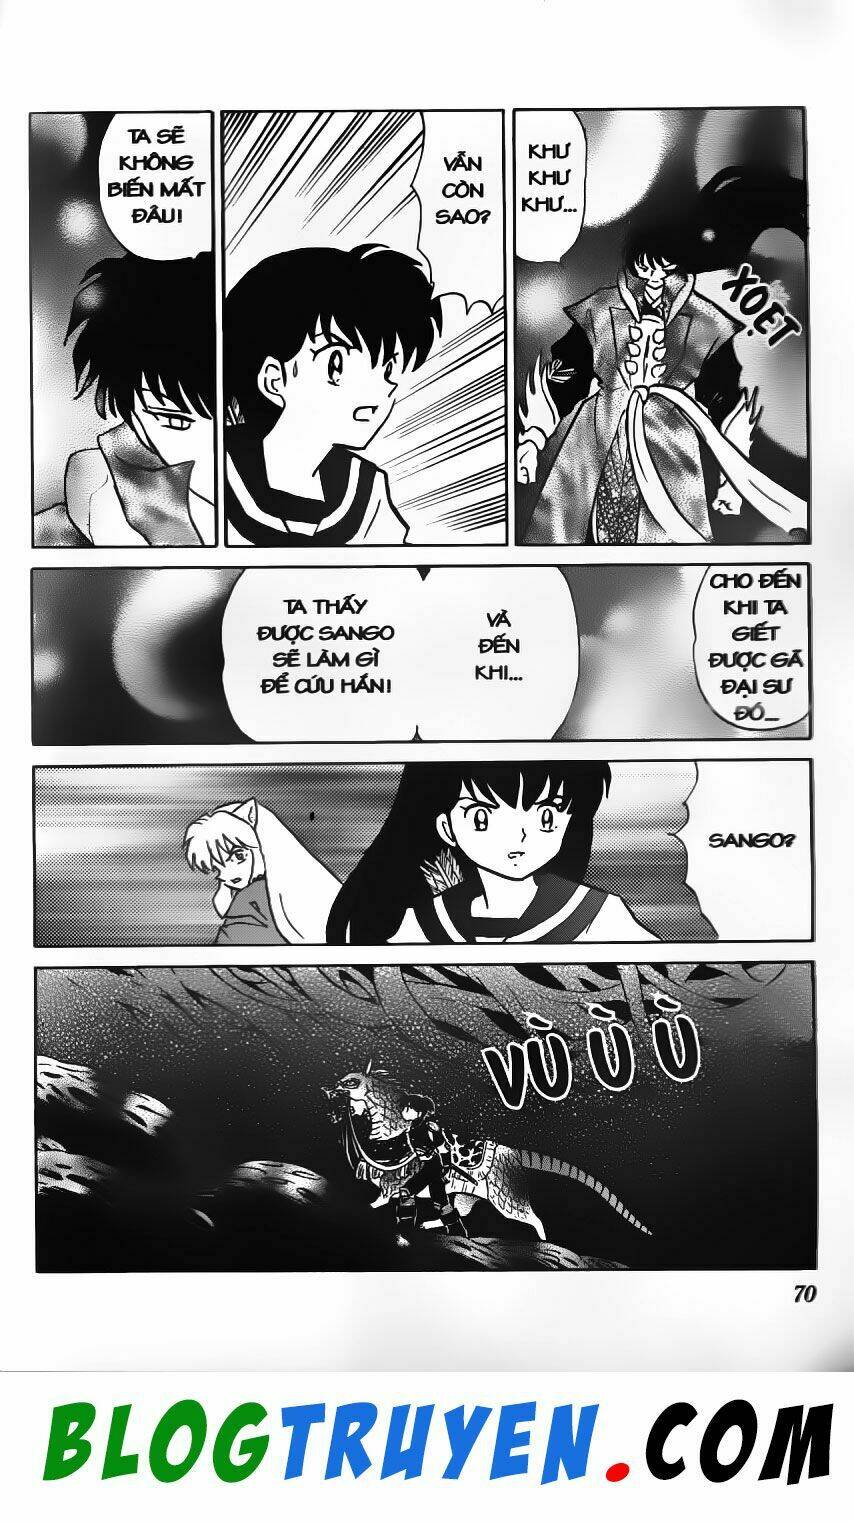 KHƯ
KHƯ
KHƯ...
XOẸT
VẪN
CÒN
SAO?
TA SẼ
KHÔNG
BIẾN MẤT
ĐÂU!
CHO ĐẾN
KHI TA
GIẾT
ĐƯỢC GÃ
ĐẠI SƯ
ĐÓ...
VÀ
ĐẾN
KHI...
TA THẤY
ĐƯỢC SANGO
SẼ LÀM GÌ
ĐỂ CỨU HẮN!
SANGO?
VÙ Ù Ù
70
BLOGTRUYEN.COM